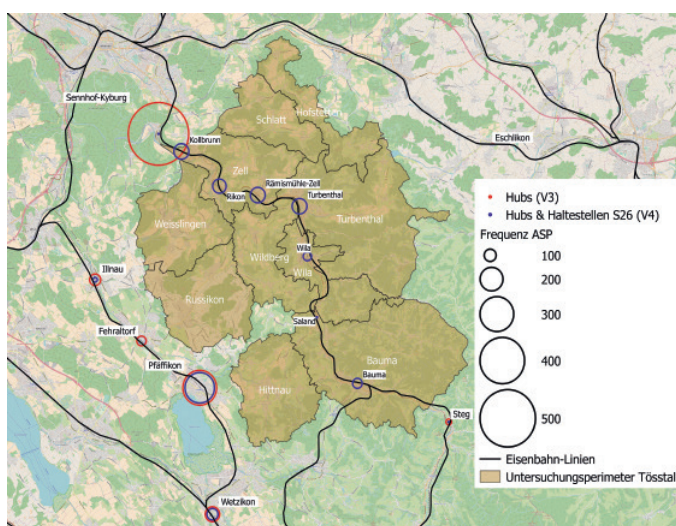 Sennhof-Kyburg
Hofstetten
Schlatt
Eschlikon
Kollbrunn
Zell
Rämismühle-Zell
Rikon
Turbenthal
Turbenthal
Weisslingen
Wildberg
Wila
Wila
Illnau
Russikon
Saland
Fehraltorf
Pfäffikon
Bauma
Bauma
Hittnau
Steg
Wetzikon
Hubs (V3)
Hubs & Haltestellen S26 (V4)
Frequenz ASP
100
200
300
400
500
Eisenbahn-Linien
Untersuchungsperimeter Tösstal